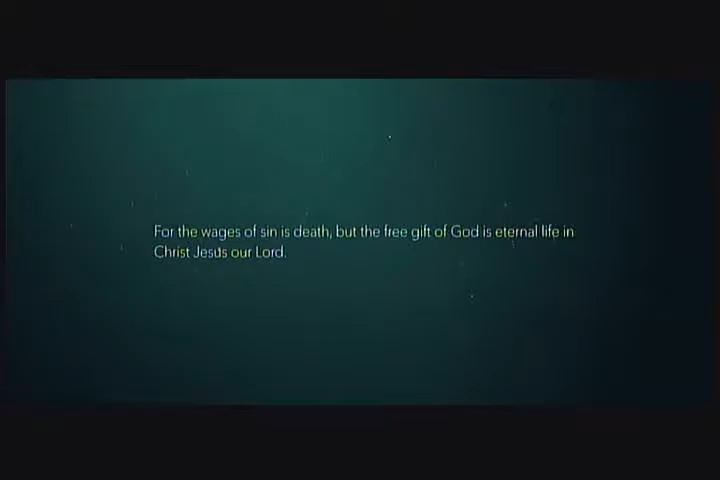 For the wages of sin is death, but the free gift of God is eternal life in
Christ Jesus our Lord.